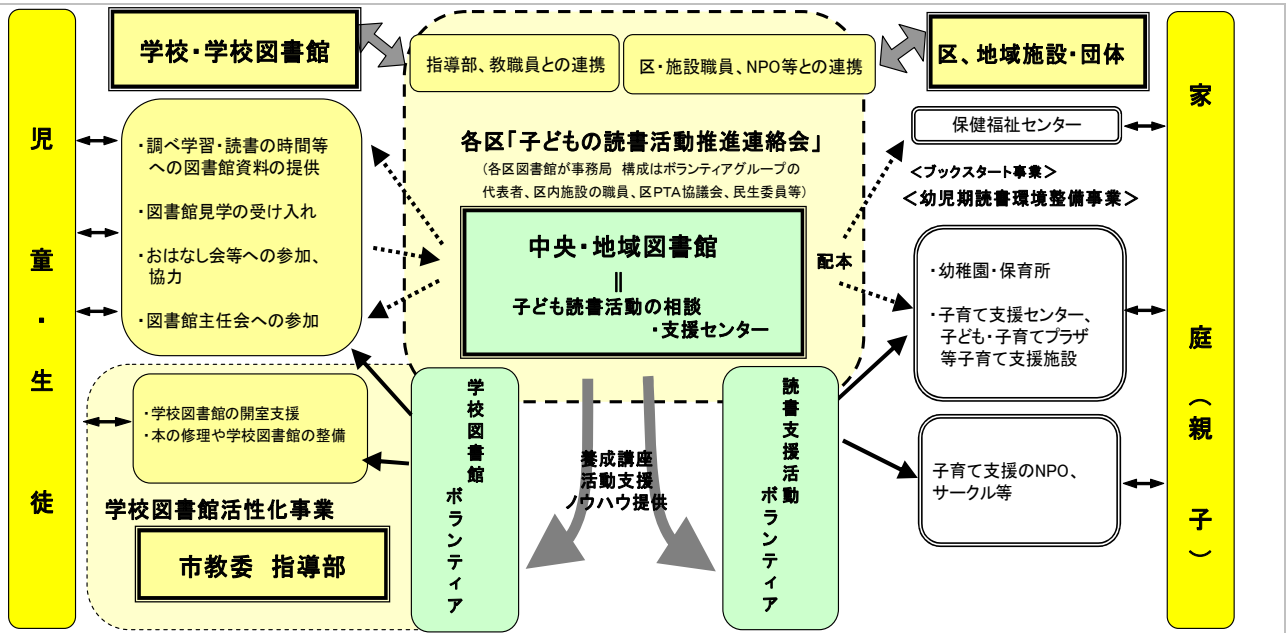 児童・生徒
学校・学校図書館
指導部、教職員との連携
区・施設職員、NPO等との連携
区、地域施設・団体
家庭（親子）
・調べ学習・読書の時間等
への図書館資料の提供
・図書館見学の受け入れ
・おはなし会等への参加、
協力
・図書館主任会への参加
各区「子どもの読書活動推進連絡会」
（各区図書館が事務局　構成はボランティアグループの
代表者、区内施設の職員、区PTA協議会、民生委員等）
中央・地域図書館
＝
子ども読書活動の相談
・支援センター
配本
保健福祉センター
＜ブックスタート事業＞
＜幼児期読書環境整備事業＞
・幼稚園・保育所
・子育て支援センター、
子ども・子育てプラザ
等子育て支援施設
・学校図書館の開室支援
・本の修理や学校図書館の整備
学校図書館活性化事業
市教委　指導部
学校図書館
ボランティア
養成講座
活動支援
ノウハウ提供
読書支援活動
ボランティア
子育て支援のNPO、
サークル等